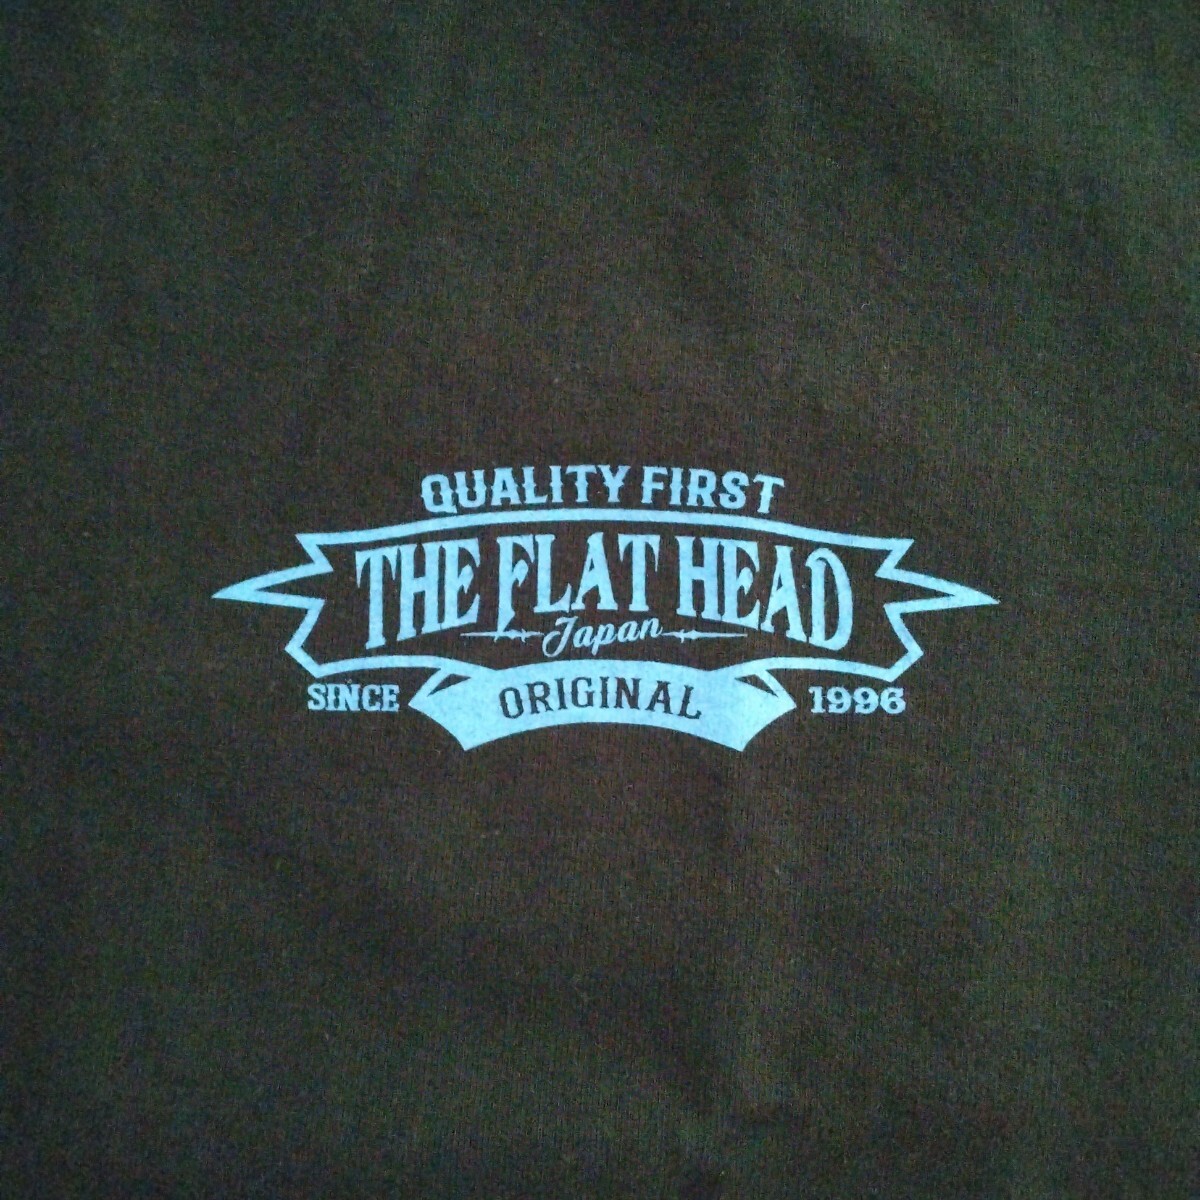 QUALITY FIRST
THE FLAT HEAD
Japan
SINCE ORIGINAL 1996